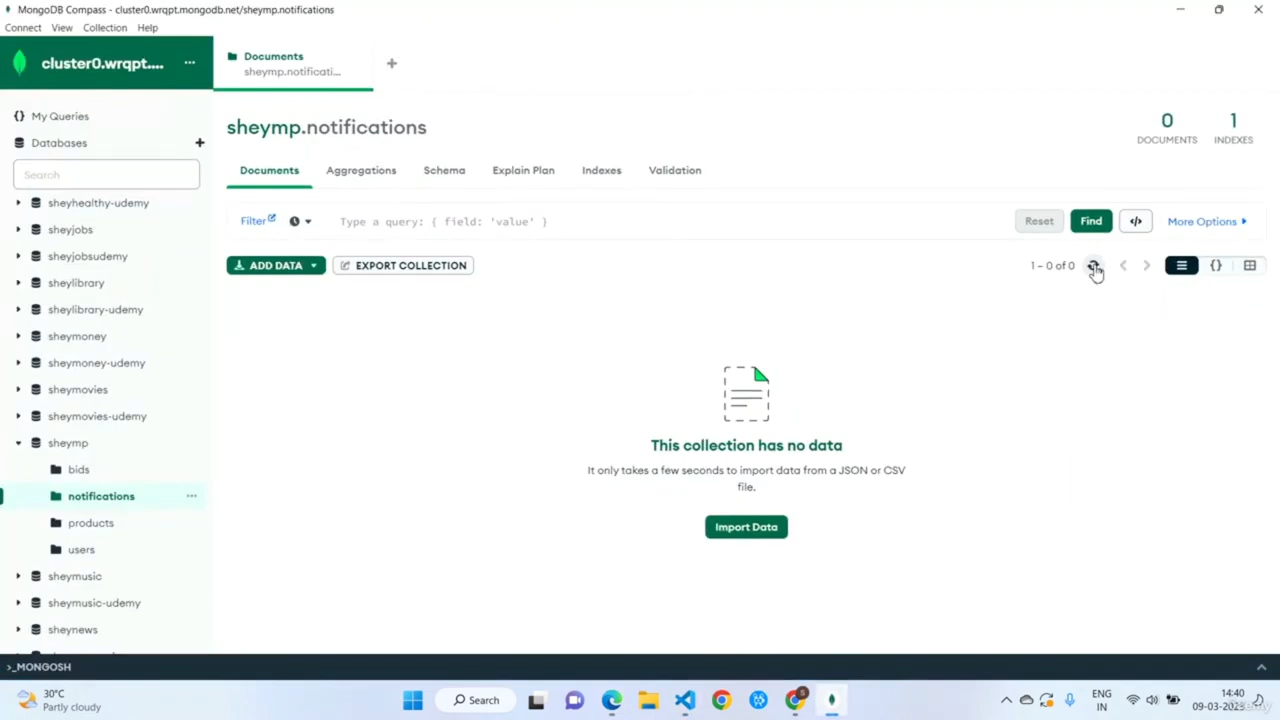 MongoDB Compass - cluster0.wrqpt.mongodb.net/sheymp.notifications
Connect View Collection Help
cluster0.wrqpt....
Documents
sheymp.notificati...
My Queries
Databases
Search
sheyhealthy-udemy
sheyjobs
sheyjobsudemy
sheylibrary
sheylibrary-udemy
sheymoney
sheymoney-udemy
sheymovies
sheymovies-udemy
sheymp
bids
notifications
products
users
sheymusic
sheymusic-udemy
sheynews
sheymp.notifications
0
DOCUMENTS
1
INDEXES
Documents Aggregations Schema Explain Plan Indexes Validation
Filter Type a query: { field: 'value' } Reset Find </> More Options
ADD DATA EXPORT COLLECTION 1 – 0 of 0 {}
This collection has no data
It only takes a few seconds to import data from a JSON or CSV
file.
Import Data
>_MONGOSH
30°C
Partly cloudy
Search
ENG
IN
14:40
09-03-2023